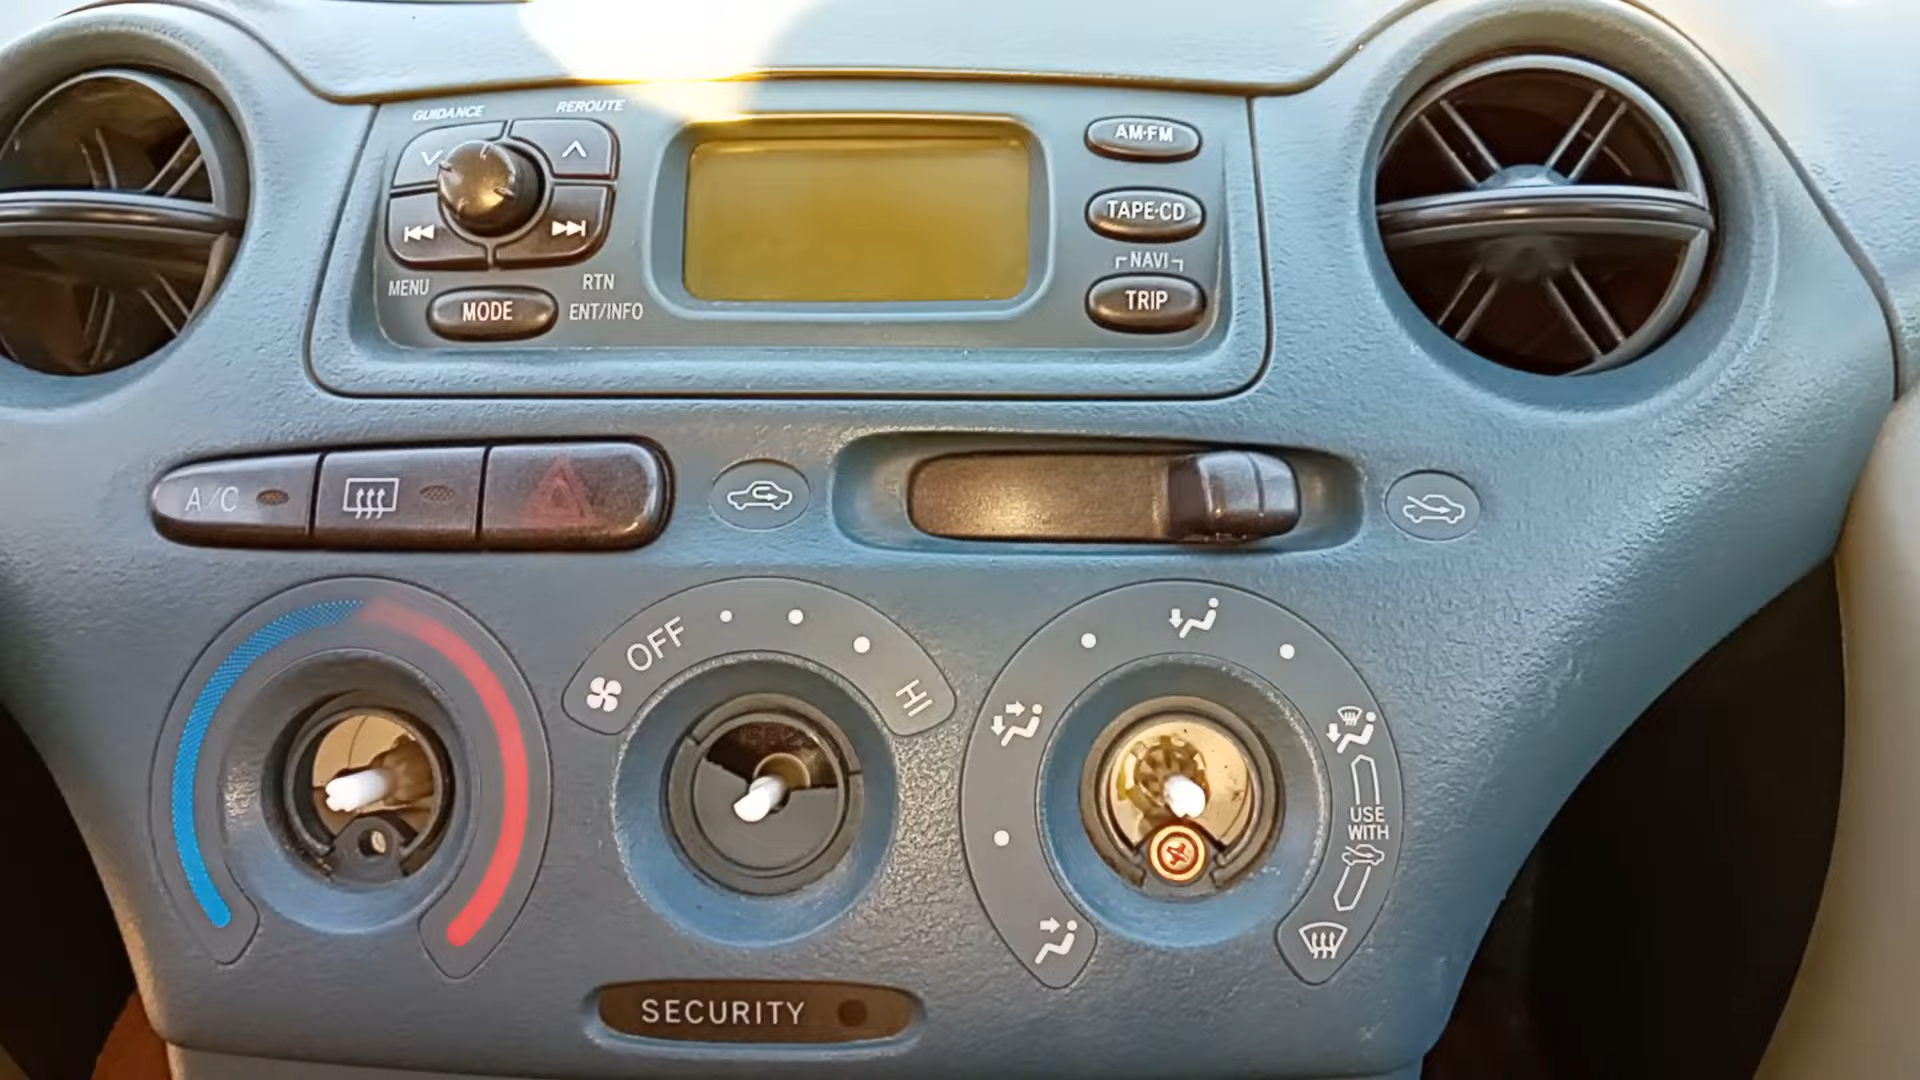 GUIDANCE
REROUTE
AM·FM
TAPE·CD
NAVI
MENU
RTN
MODE
ENT/INFO
TRIP
A/C
OFF
HI
USE
WITH
SECURITY